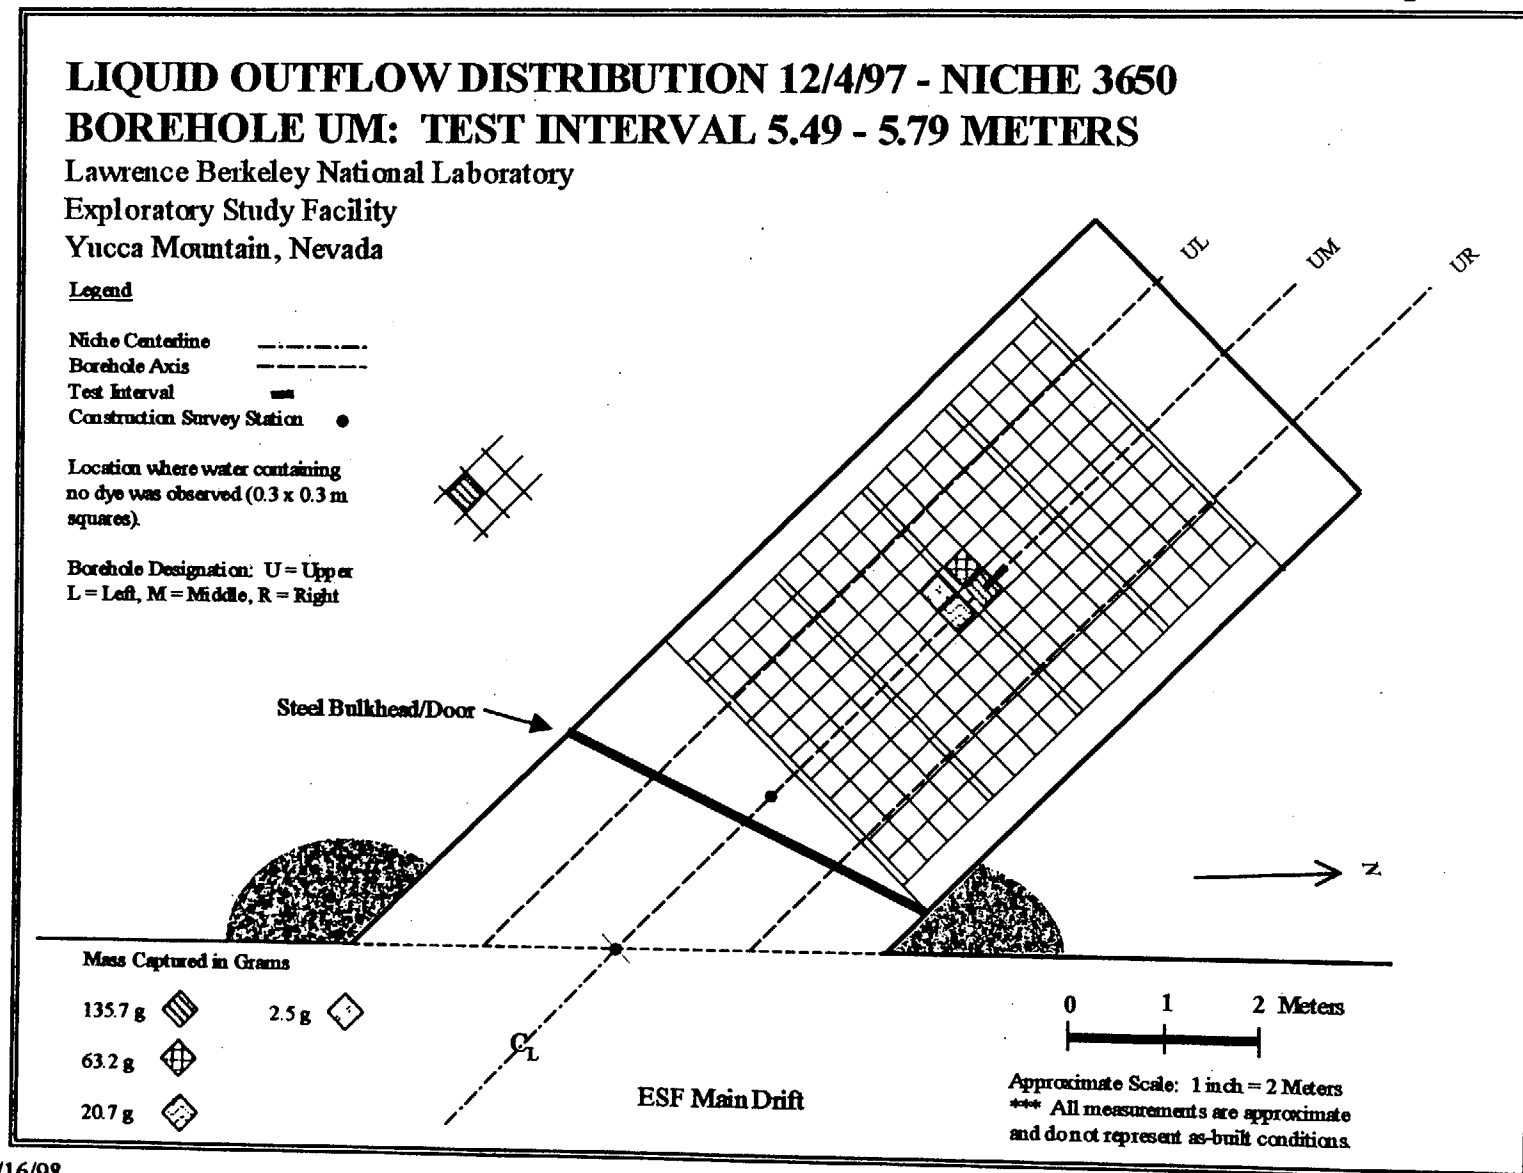 LIQUID OUTFLOW DISTRIBUTION 12/4/97 - NICHE 3650
BOREHOLE UM: TEST INTERVAL 5.49 - 5.79 METERS
Lawrence Berkeley National Laboratory
Exploratory Study Facility
Yucca Mountain, Nevada
Legend
Niche Centerline
Borehole Axis
Test Interval
Construction Survey Station
Location where water containing
no dye was observed (0.3 x 0.3 m
squares).
Borehole Designation: U = Upper
L = Left, M = Middle, R = Right
UL
UM
UR
Steel Bulkhead/Door
N
Mass Captured in Grams
135.7 g
2.5 g
63.2 g
20.7 g
CL
ESF Main Drift
0 1 2 Meters
Approximate Scale: 1 inch = 2 Meters
*** All measurements are approximate
and do not represent as-built conditions.
/16/98